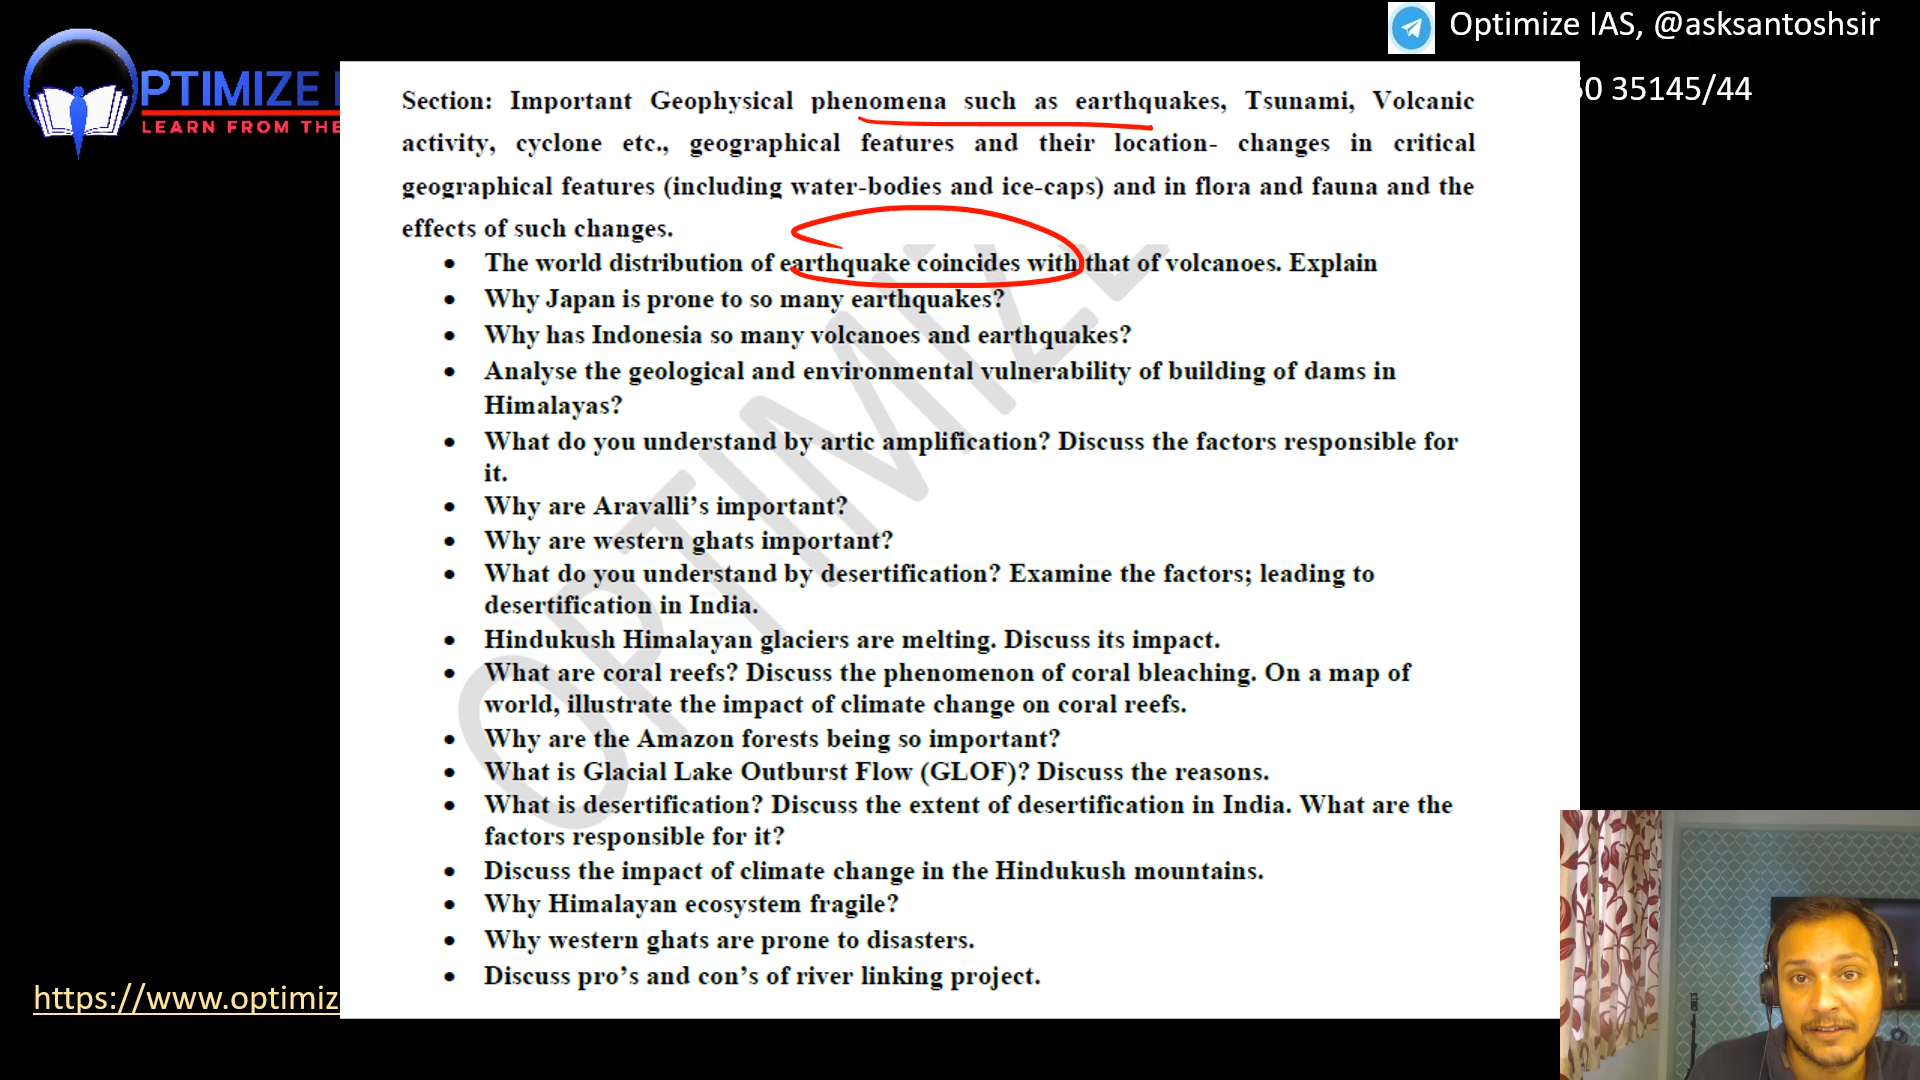 Optimize IAS, @asksantoshsir
PTIMIZE
LEARN FROM THE
50 35145/44
Section: Important Geophysical phenomena such as earthquakes, Tsunami, Volcanic
activity, cyclone etc., geographical features and their location- changes in critical
geographical features (including water-bodies and ice-caps) and in flora and fauna and the
effects of such changes.
• The world distribution of earthquake coincides with that of volcanoes. Explain
• Why Japan is prone to so many earthquakes?
• Why has Indonesia so many volcanoes and earthquakes?
• Analyse the geological and environmental vulnerability of building of dams in
Himalayas?
• What do you understand by artic amplification? Discuss the factors responsible for
it.
• Why are Aravalli’s important?
• Why are western ghats important?
• What do you understand by desertification? Examine the factors; leading to
desertification in India.
• Hindukush Himalayan glaciers are melting. Discuss its impact.
• What are coral reefs? Discuss the phenomenon of coral bleaching. On a map of
world, illustrate the impact of climate change on coral reefs.
• Why are the Amazon forests being so important?
• What is Glacial Lake Outburst Flow (GLOF)? Discuss the reasons.
• What is desertification? Discuss the extent of desertification in India. What are the
factors responsible for it?
• Discuss the impact of climate change in the Hindukush mountains.
• Why Himalayan ecosystem fragile?
• Why western ghats are prone to disasters.
• Discuss pro’s and con’s of river linking project.
OPTIMIZE
https://www.optimiz